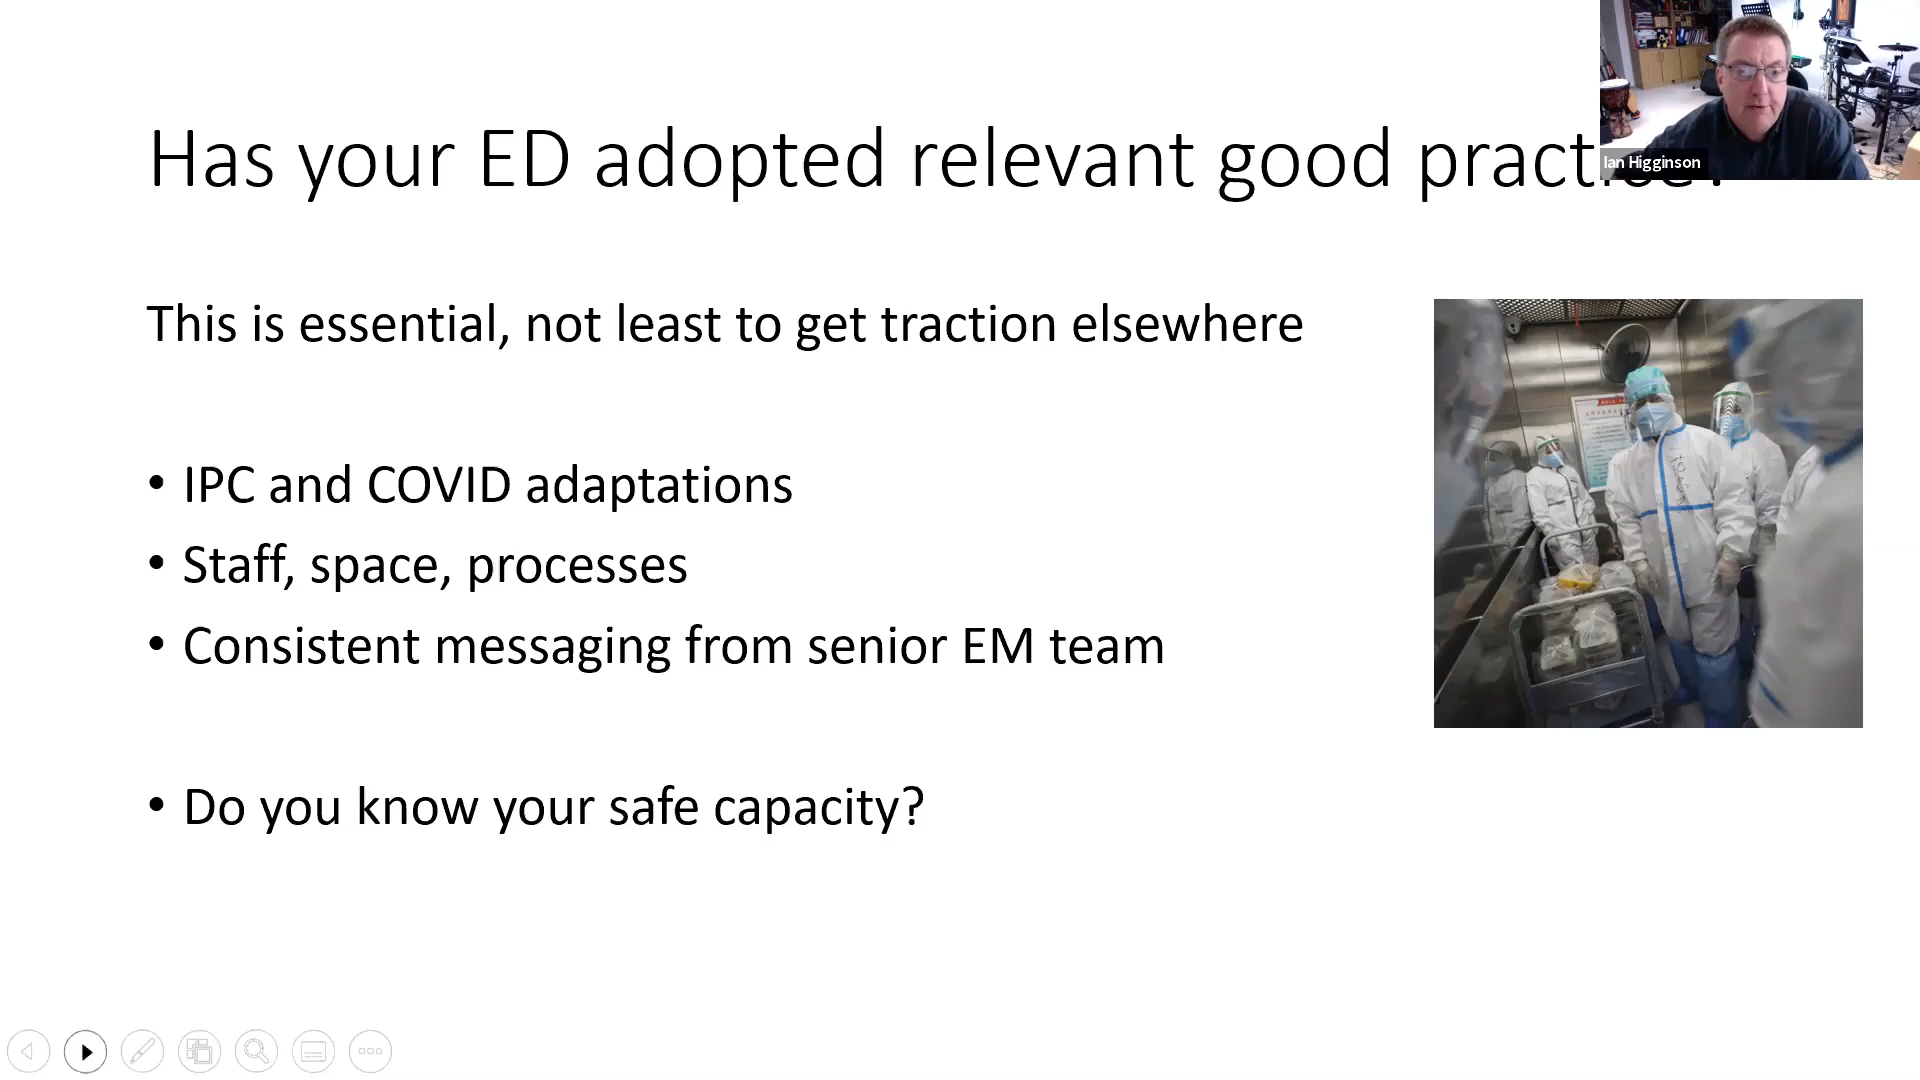 Has your ED adopted relevant good practice?
Ian Higginson
This is essential, not least to get traction elsewhere
• IPC and COVID adaptations
• Staff, space, processes
• Consistent messaging from senior EM team
• Do you know your safe capacity?